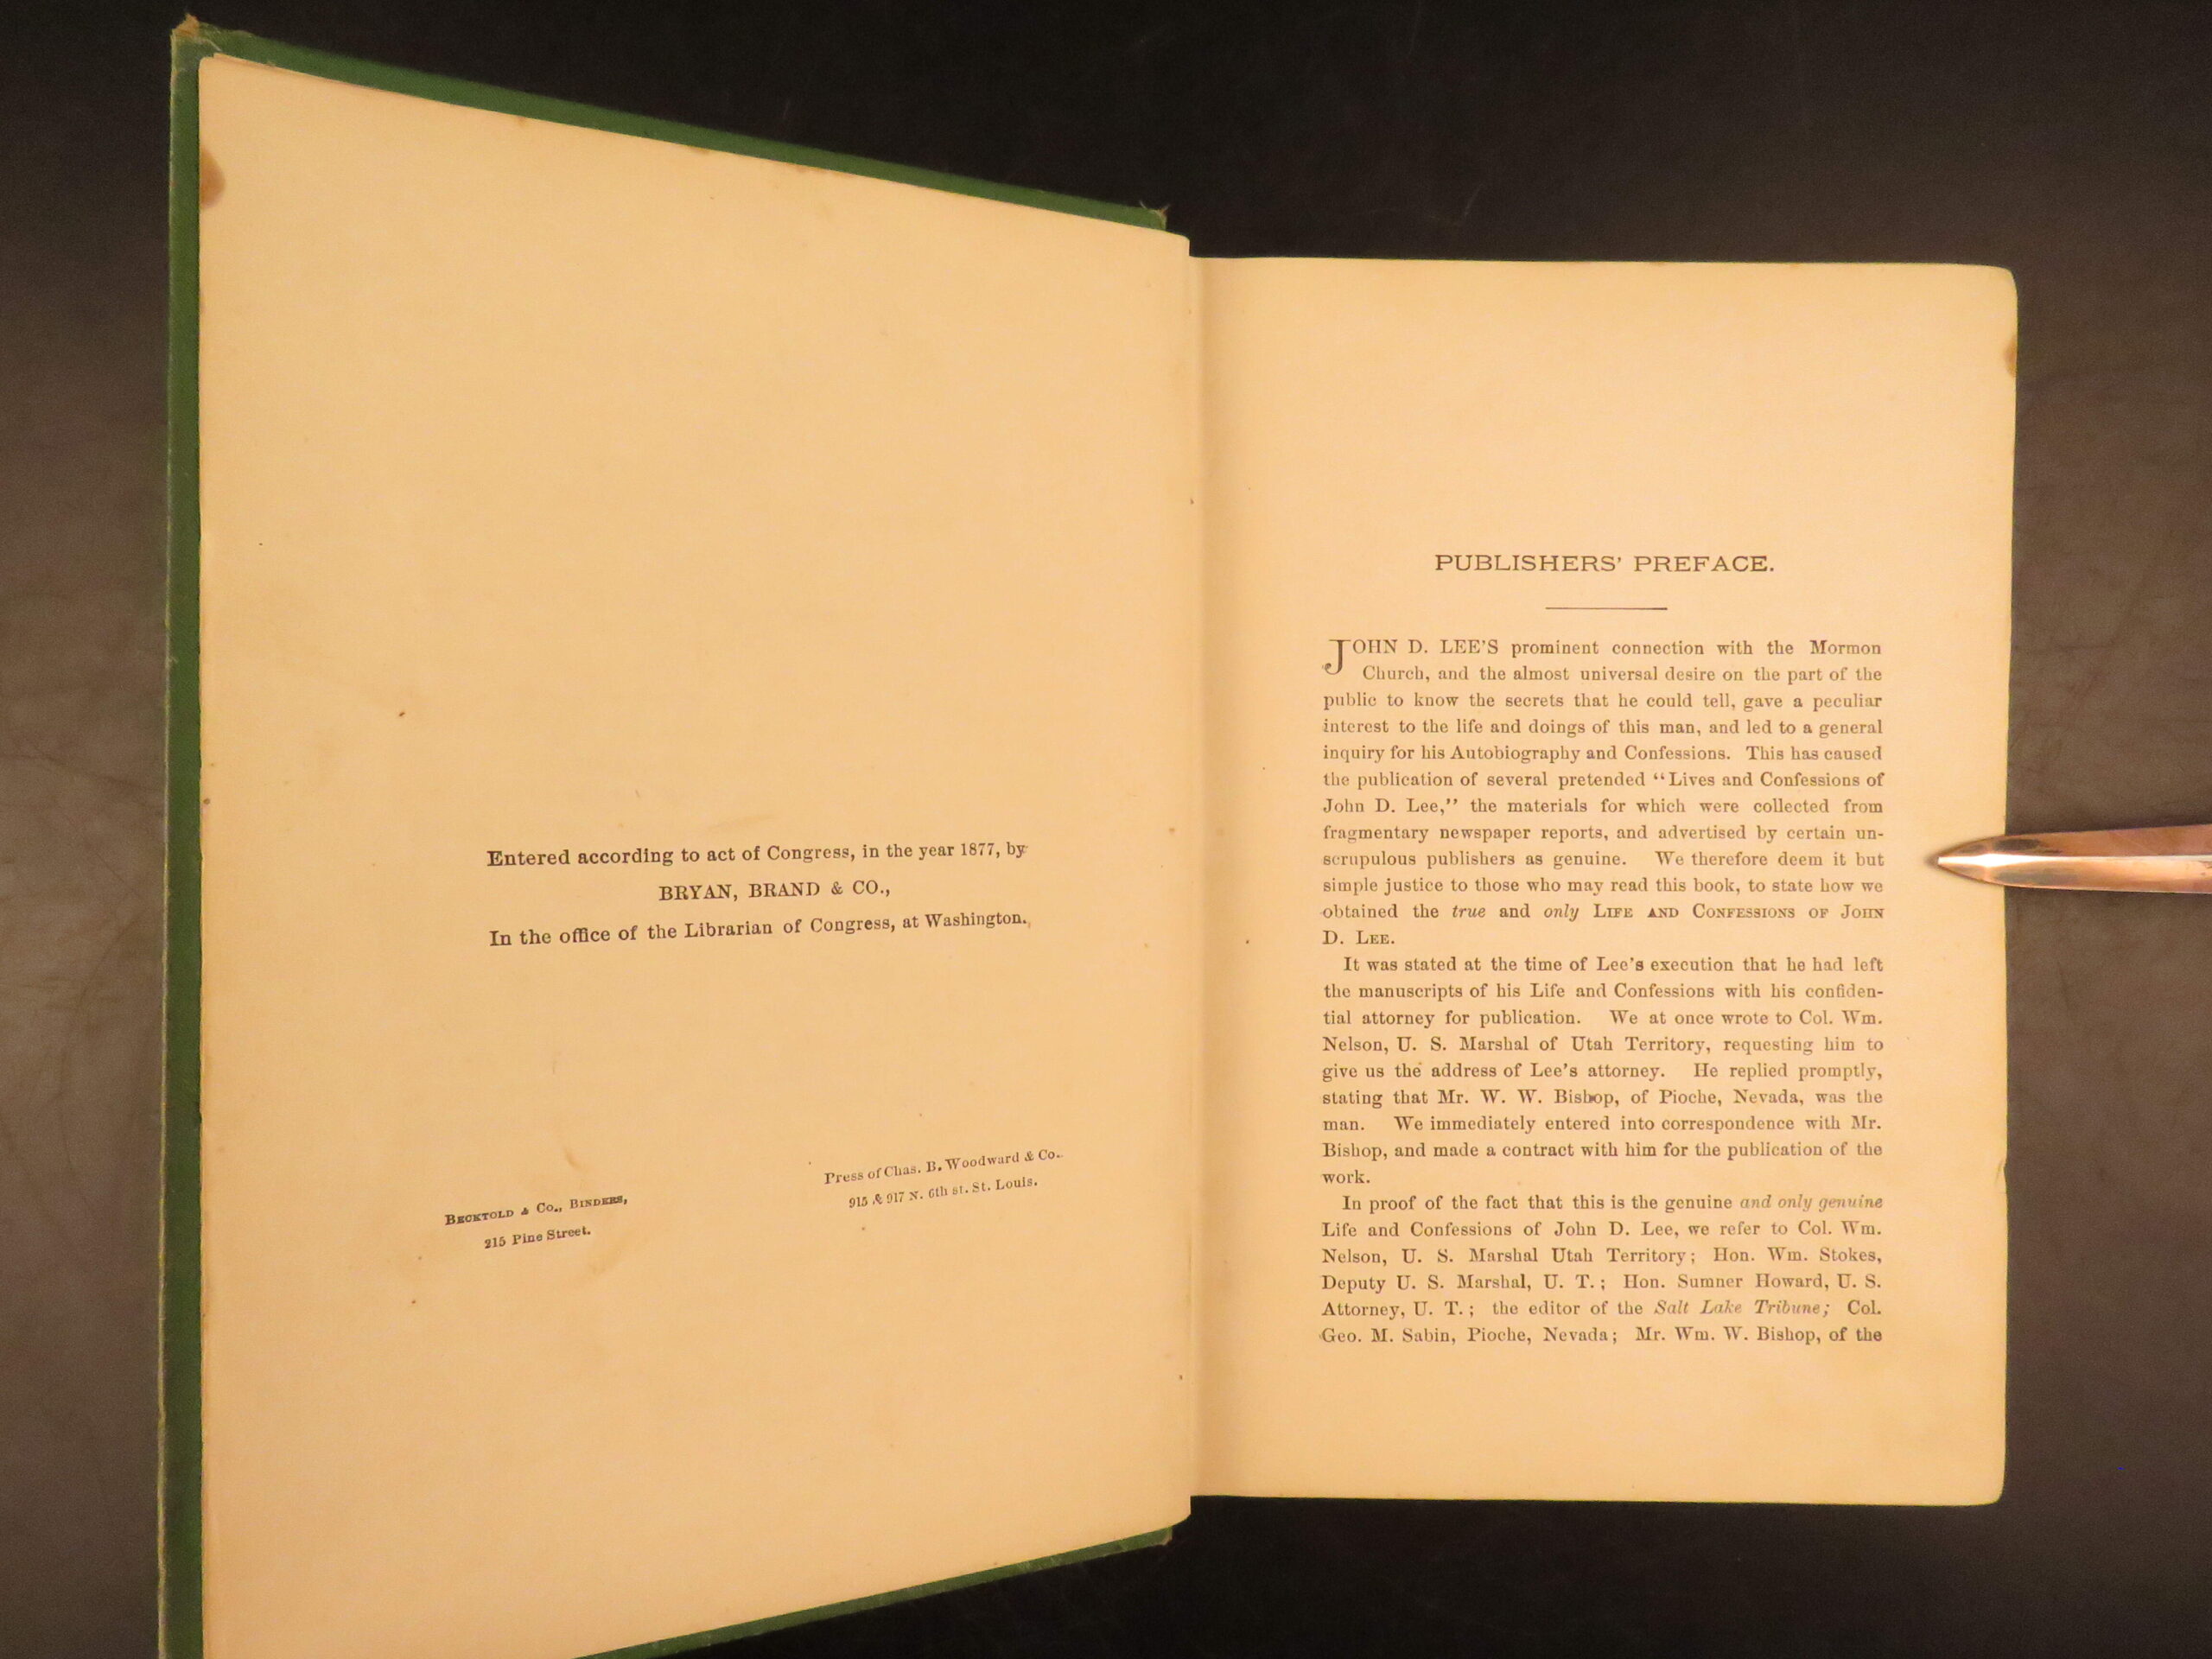 Entered according to act of Congress, in the year 1877, by
BRYAN, BRAND & CO.,
In the office of the Librarian of Congress, at Washington.
BECKTOLD & CO., BINDERS,
215 Pine Street.
Press of Chas. B. Woodward & Co.
915 & 917 N. 6th st. St. Louis.
PUBLISHERS' PREFACE.
JOHN D. LEE'S prominent connection with the Mormon
Church, and the almost universal desire on the part of the
public to know the secrets that he could tell, gave a peculiar
interest to the life and doings of this man, and led to a general
inquiry for his Autobiography and Confessions. This has caused
the publication of several pretended "Lives and Confessions of
John D. Lee," the materials for which were collected from
fragmentary newspaper reports, and advertised by certain un-
scrupulous publishers as genuine. We therefore deem it but
simple justice to those who may read this book, to state how we
obtained the true and only LIFE AND CONFESSIONS OF JOHN
D. LEE.
It was stated at the time of Lee's execution that he had left
the manuscripts of his Life and Confessions with his confiden-
tial attorney for publication. We at once wrote to Col. Wm.
Nelson, U. S. Marshal of Utah Territory, requesting him to
give us the address of Lee's attorney. He replied promptly,
stating that Mr. W. W. Bishop, of Pioche, Nevada, was the
man. We immediately entered into correspondence with Mr.
Bishop, and made a contract with him for the publication of the
work.
In proof of the fact that this is the genuine and only genuine
Life and Confessions of John D. Lee, we refer to Col. Wm.
Nelson, U. S. Marshal Utah Territory; Hon. Wm. Stokes,
Deputy U. S. Marshal, U. T.; Hon. Sumner Howard, U. S.
Attorney, U. T.; the editor of the Salt Lake Tribune; Col.
Geo. M. Sabin, Pioche, Nevada; Mr. Wm. W. Bishop, of the